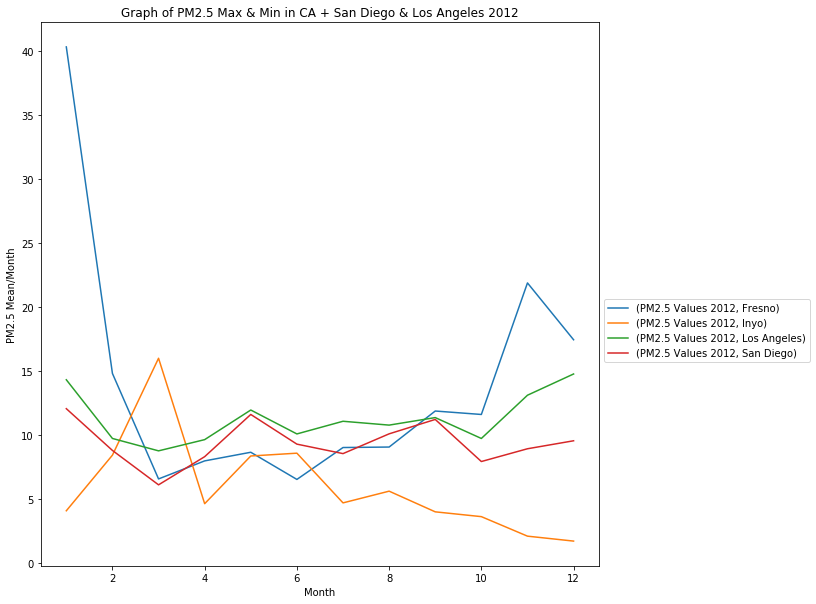 Graph of PM2.5 Max & Min in CA + San Diego & Los Angeles 2012
PM2.5 Mean/Month
40
35
30
25
20
15
10
5
0
2 4 6 8 10 12
Month
(PM2.5 Values 2012, Fresno)
(PM2.5 Values 2012, Inyo)
(PM2.5 Values 2012, Los Angeles)
(PM2.5 Values 2012, San Diego)